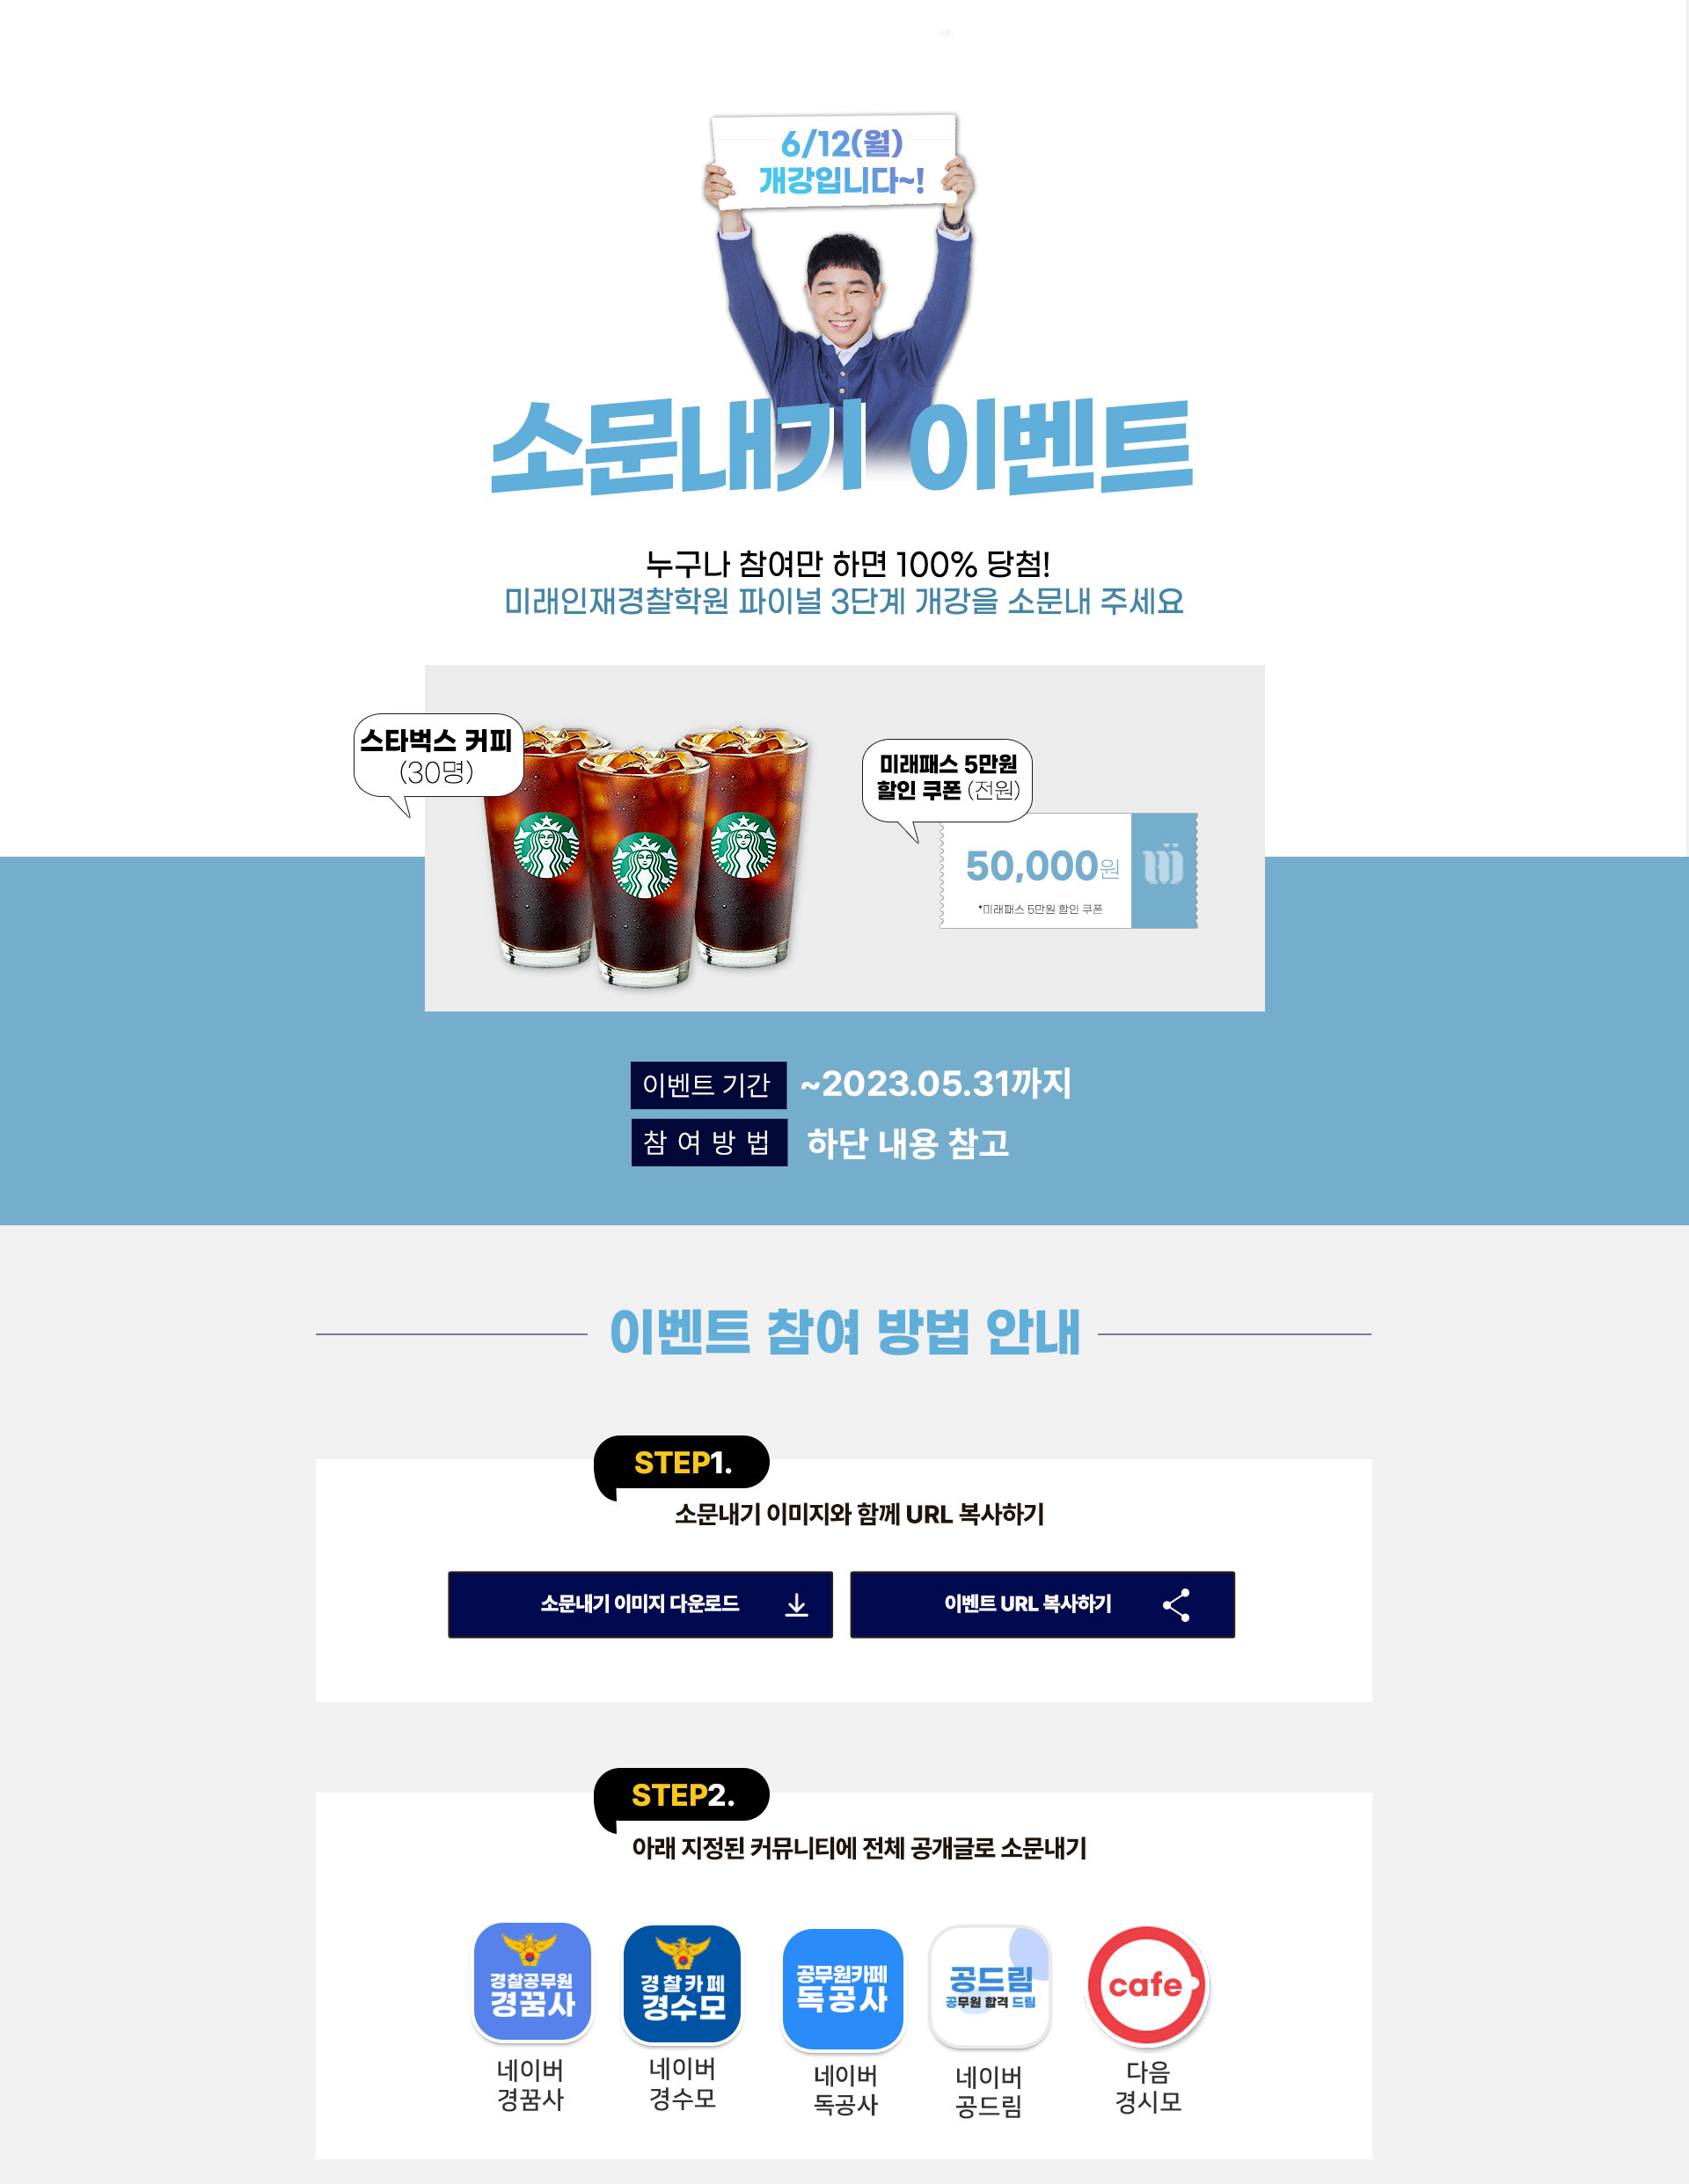 6/12(월)
개강입니다~!
소문내기 이벤트
누구나 참여만 하면 100% 당첨!
미래인재경찰학원 파이널 3단계 개강을 소문내 주세요
스타벅스 커피
(30명)
미래패스 5만원
할인 쿠폰 (전원)
50,000원
*미래패스 5만원 할인 쿠폰
이벤트 기간 ~2023.05.31까지
참 여 방 법 하단 내용 참고
이벤트 참여 방법 안내
STEP1.
소문내기 이미지와 함께 URL 복사하기
소문내기 이미지 다운로드
이벤트 URL 복사하기
STEP2.
아래 지정된 커뮤니티에 전체 공개글로 소문내기
경찰공무원
경꿈사
네이버
경꿈사
경찰카페
경수모
네이버
경수모
공무원카페
독공사
네이버
독공사
공드림
공무원 합격 드림
네이버
공드림
cafe
다음
경시모